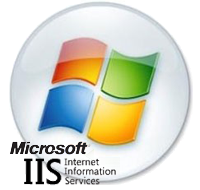 Microsoft
IIS Internet
Information
Services